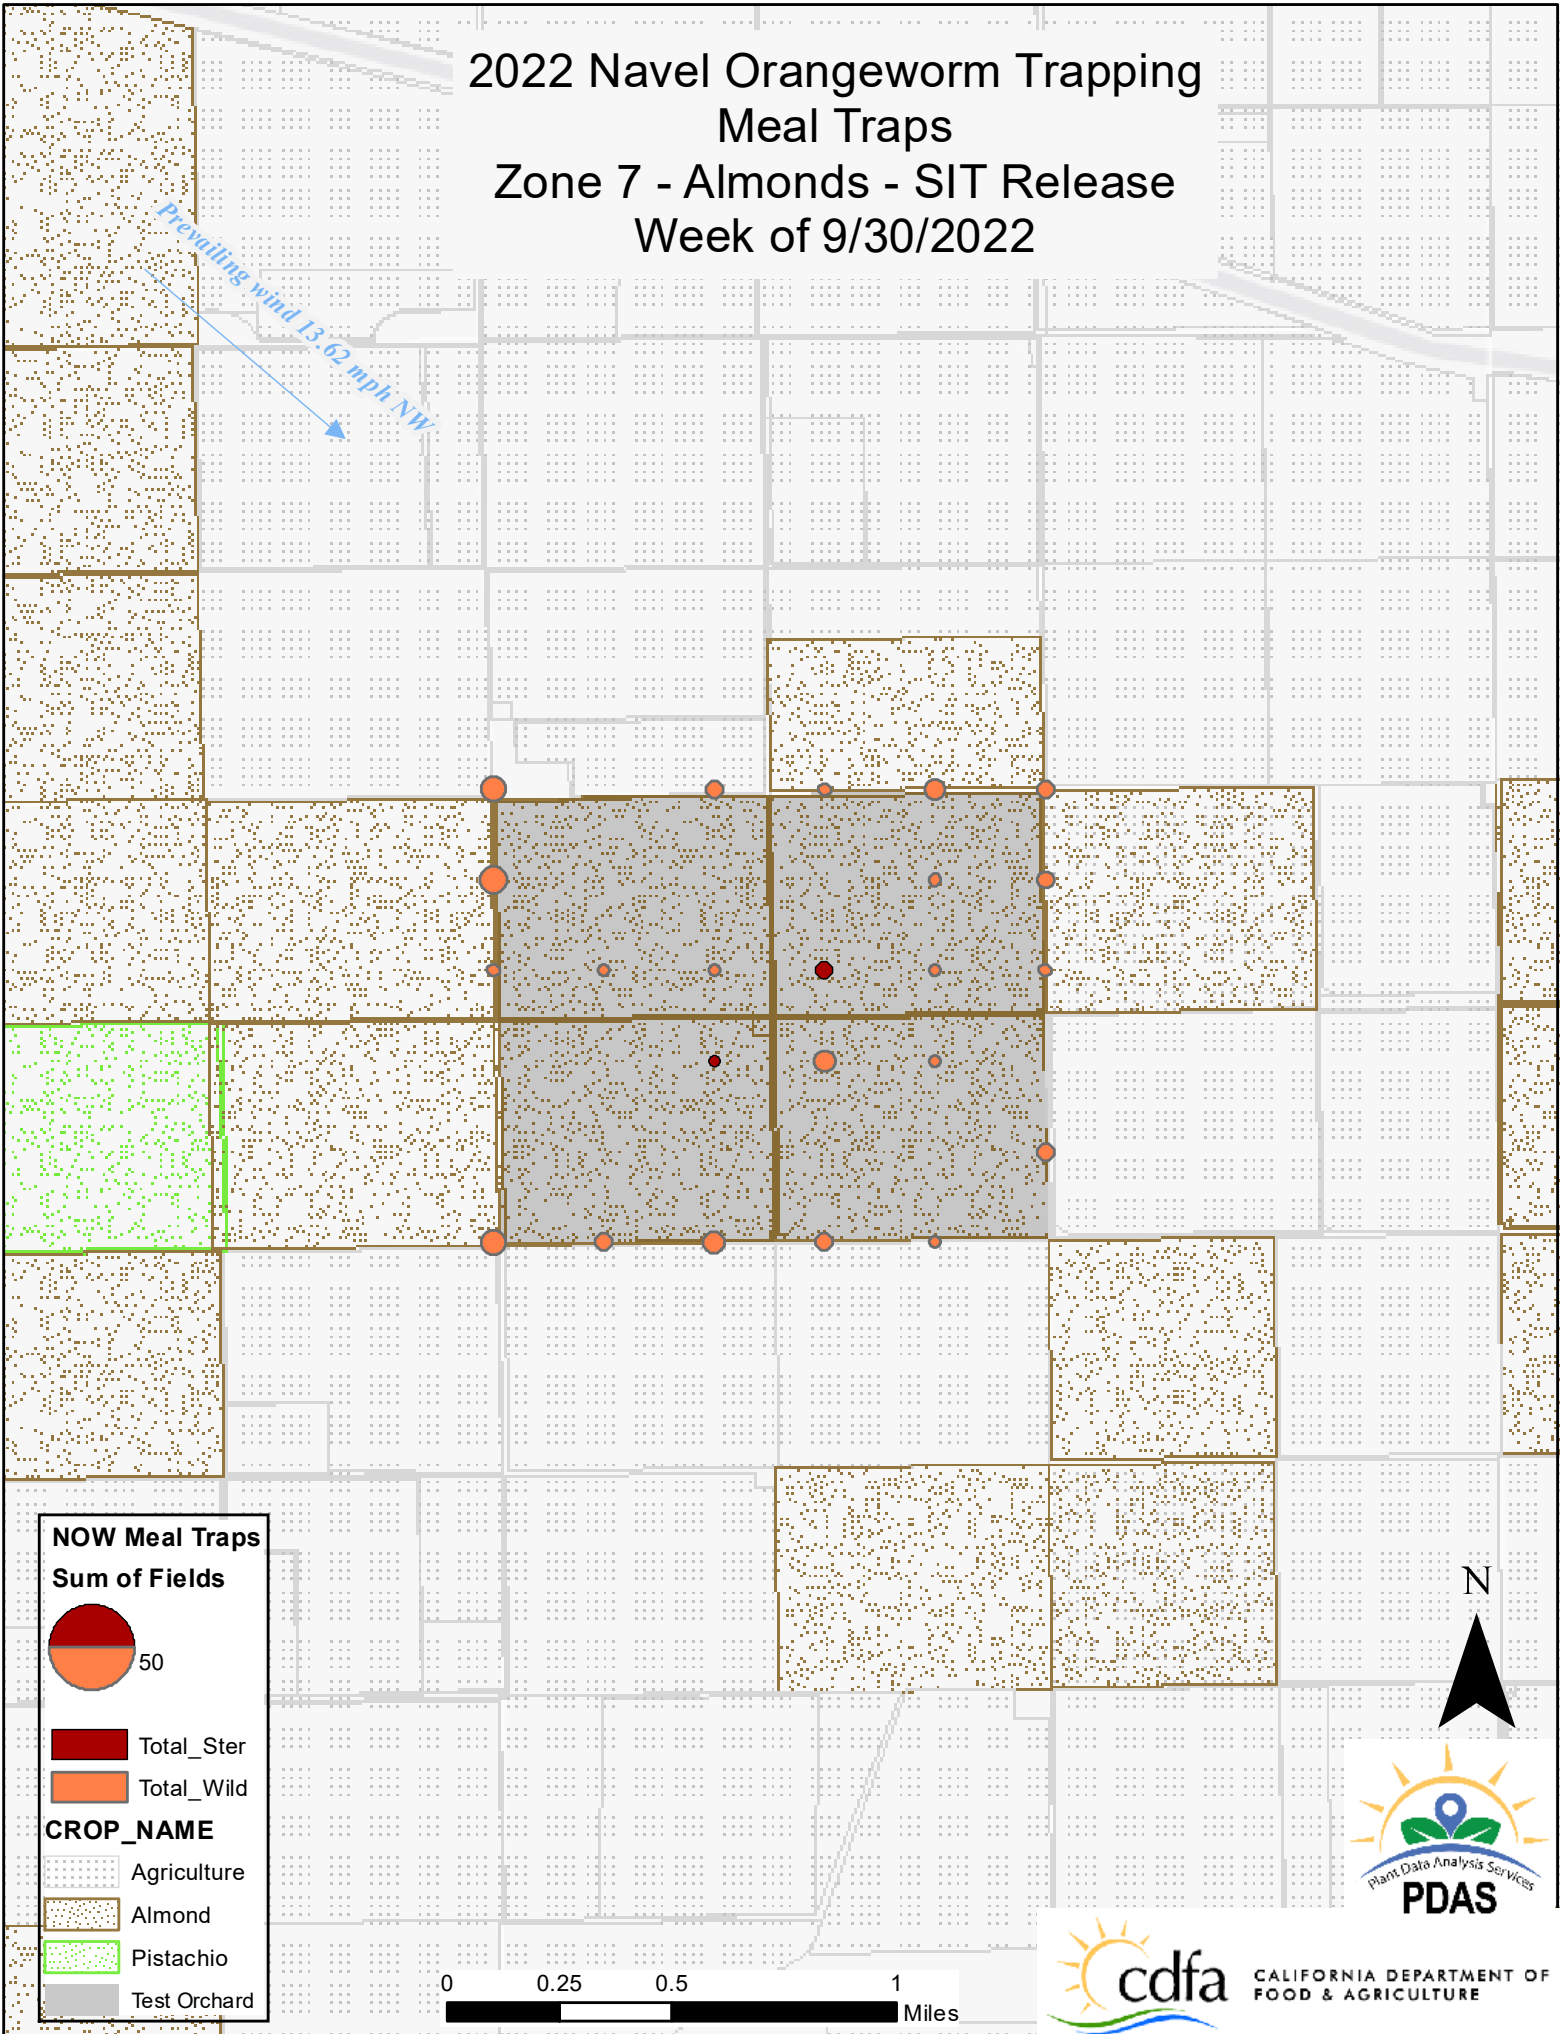 2022 Navel Orangeworm Trapping
Meal Traps
Zone 7 - Almonds - SIT Release
Week of 9/30/2022
Prevailing wind 13.62 mph NW
NOW Meal Traps
Sum of Fields
50
Total_Ster
Total_Wild
CROP_NAME
Agriculture
Almond
Pistachio
Test Orchard
0 0.25 0.5 1
Miles
N
Plant Data Analysis Services
PDAS
cdfa
CALIFORNIA DEPARTMENT OF
FOOD & AGRICULTURE